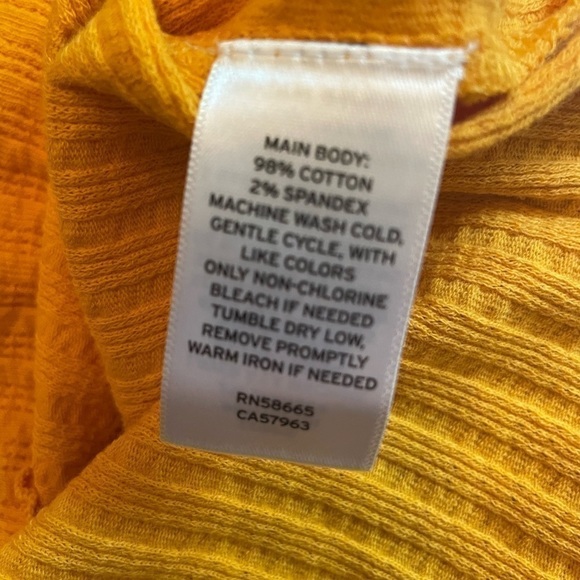 MAIN BODY:
98% COTTON
2% SPANDEX
MACHINE WASH COLD,
GENTLE CYCLE, WITH
LIKE COLORS
ONLY NON-CHLORINE
BLEACH IF NEEDED
TUMBLE DRY LOW,
REMOVE PROMPTLY
WARM IRON IF NEEDED
RN58665
CA57963